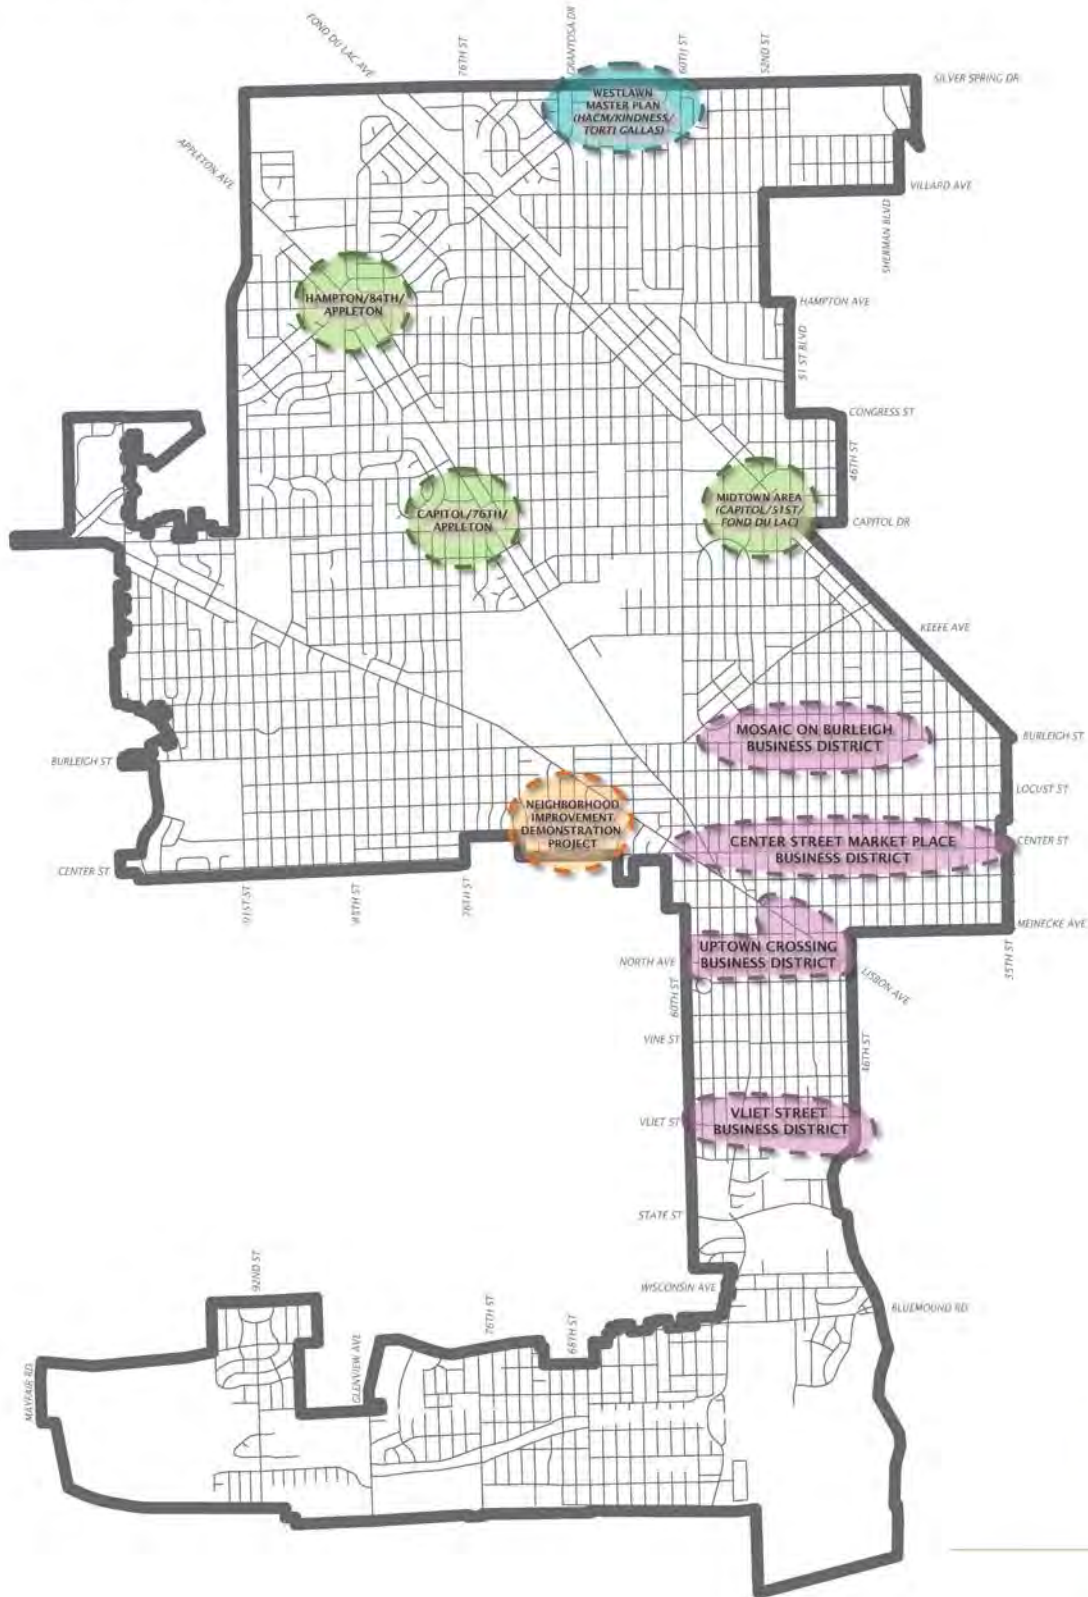 FOND DU LAC AVE
76TH ST
GRANTOSA DR
60TH ST
52ND ST
SILVER SPRING DR
WESTLAWN
MASTER PLAN
(HACM/KINDNESS/
TORTI GALLAS)
APPLETON AVE
VILLARD AVE
SHERMAN BLVD
HAMPTON/84TH/
APPLETON
HAMPTON AVE
51 ST BLVD
CONGRESS ST
46TH ST
CAPITOL/76TH/
APPLETON
MIDTOWN AREA
(CAPITOL/51ST/
FOND DU LAC)
CAPITOL DR
KEEFE AVE
MOSAIC ON BURLEIGH
BUSINESS DISTRICT
BURLEIGH ST
BURLEIGH ST
LOCUST ST
NEIGHBORHOOD
IMPROVEMENT
DEMONSTRATION
PROJECT
CENTER STREET MARKET PLACE
BUSINESS DISTRICT
CENTER ST
CENTER ST
91ST ST
76TH ST
MEINECKE AVE
35TH ST
UPTOWN CROSSING
BUSINESS DISTRICT
NORTH AVE
LISBON AVE
60TH ST
VINE ST
46TH ST
VLIET ST
VLIET STREET
BUSINESS DISTRICT
STATE ST
WISCONSIN AVE
BLUEMOUND RD
92ND ST
76TH ST
68TH ST
GLENVIEW AVE
MAYFAIR RD